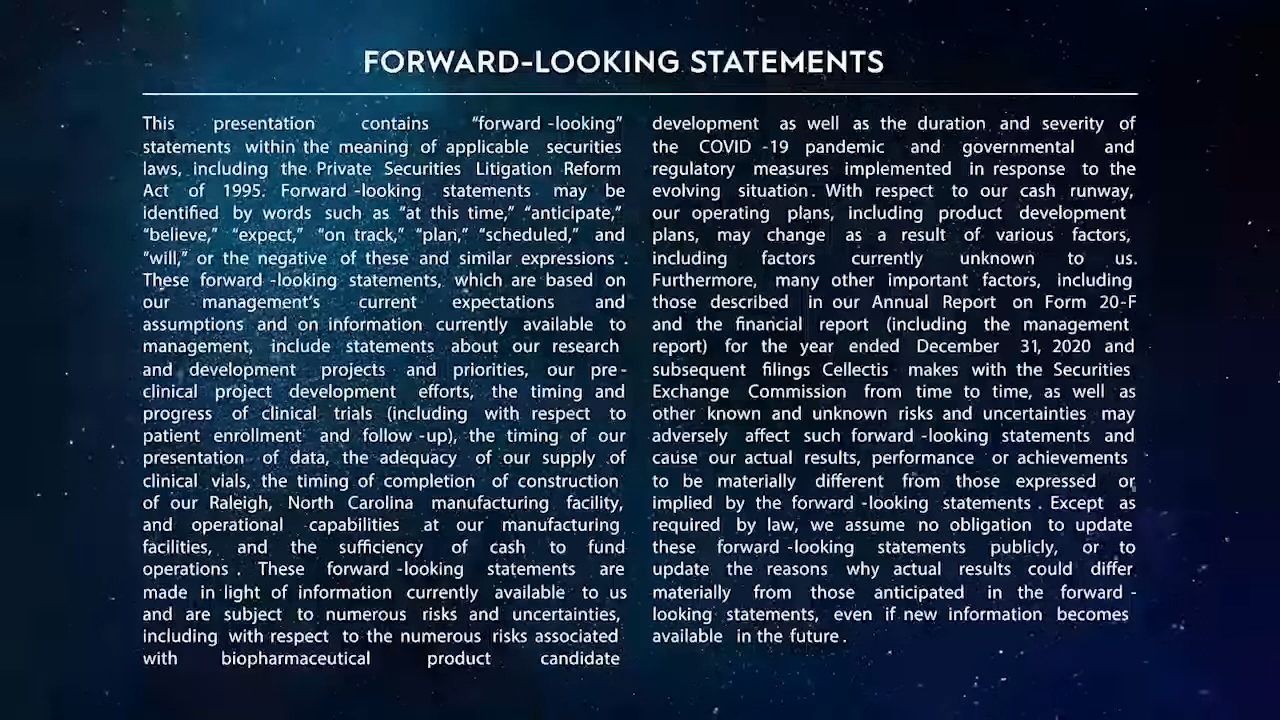 FORWARD-LOOKING STATEMENTS
This presentation contains “forward -looking”
statements within the meaning of applicable securities
laws, including the Private Securities Litigation Reform
Act of 1995. Forward -looking statements may be
identified by words such as “at this time,” “anticipate,”
“believe,” “expect,” “on track,” “plan,” “scheduled,” and
“will,” or the negative of these and similar expressions .
These forward -looking statements, which are based on
our management’s current expectations and
assumptions and on information currently available to
management, include statements about our research
and development projects and priorities, our pre-
clinical project development efforts, the timing and
progress of clinical trials (including with respect to
patient enrollment and follow -up), the timing of our
presentation of data, the adequacy of our supply of
clinical vials, the timing of completion of construction
of our Raleigh, North Carolina manufacturing facility,
and operational capabilities at our manufacturing
facilities, and the sufficiency of cash to fund
operations . These forward -looking statements are
made in light of information currently available to us
and are subject to numerous risks and uncertainties,
including with respect to the numerous risks associated
with biopharmaceutical product candidate
development as well as the duration and severity of
the COVID -19 pandemic and governmental and
regulatory measures implemented in response to the
evolving situation. With respect to our cash runway,
our operating plans, including product development
plans, may change as a result of various factors,
including factors currently unknown to us.
Furthermore, many other important factors, including
those described in our Annual Report on Form 20-F
and the financial report (including the management
report) for the year ended December 31, 2020 and
subsequent filings Cellectis makes with the Securities
Exchange Commission from time to time, as well as
other known and unknown risks and uncertainties may
adversely affect such forward -looking statements and
cause our actual results, performance or achievements
to be materially different from those expressed or
implied by the forward -looking statements . Except as
required by law, we assume no obligation to update
these forward -looking statements publicly, or to
update the reasons why actual results could differ
materially from those anticipated in the forward -
looking statements, even if new information becomes
available in the future .